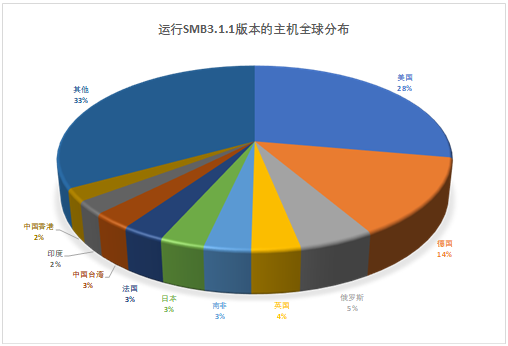 运行SMB3.1.1版本的主机全球分布
美国
28%
德国
14%
俄罗斯
5%
英国
4%
南非
3%
日本
3%
法国
3%
中国台湾
3%
印度
2%
中国香港
2%
其他
33%